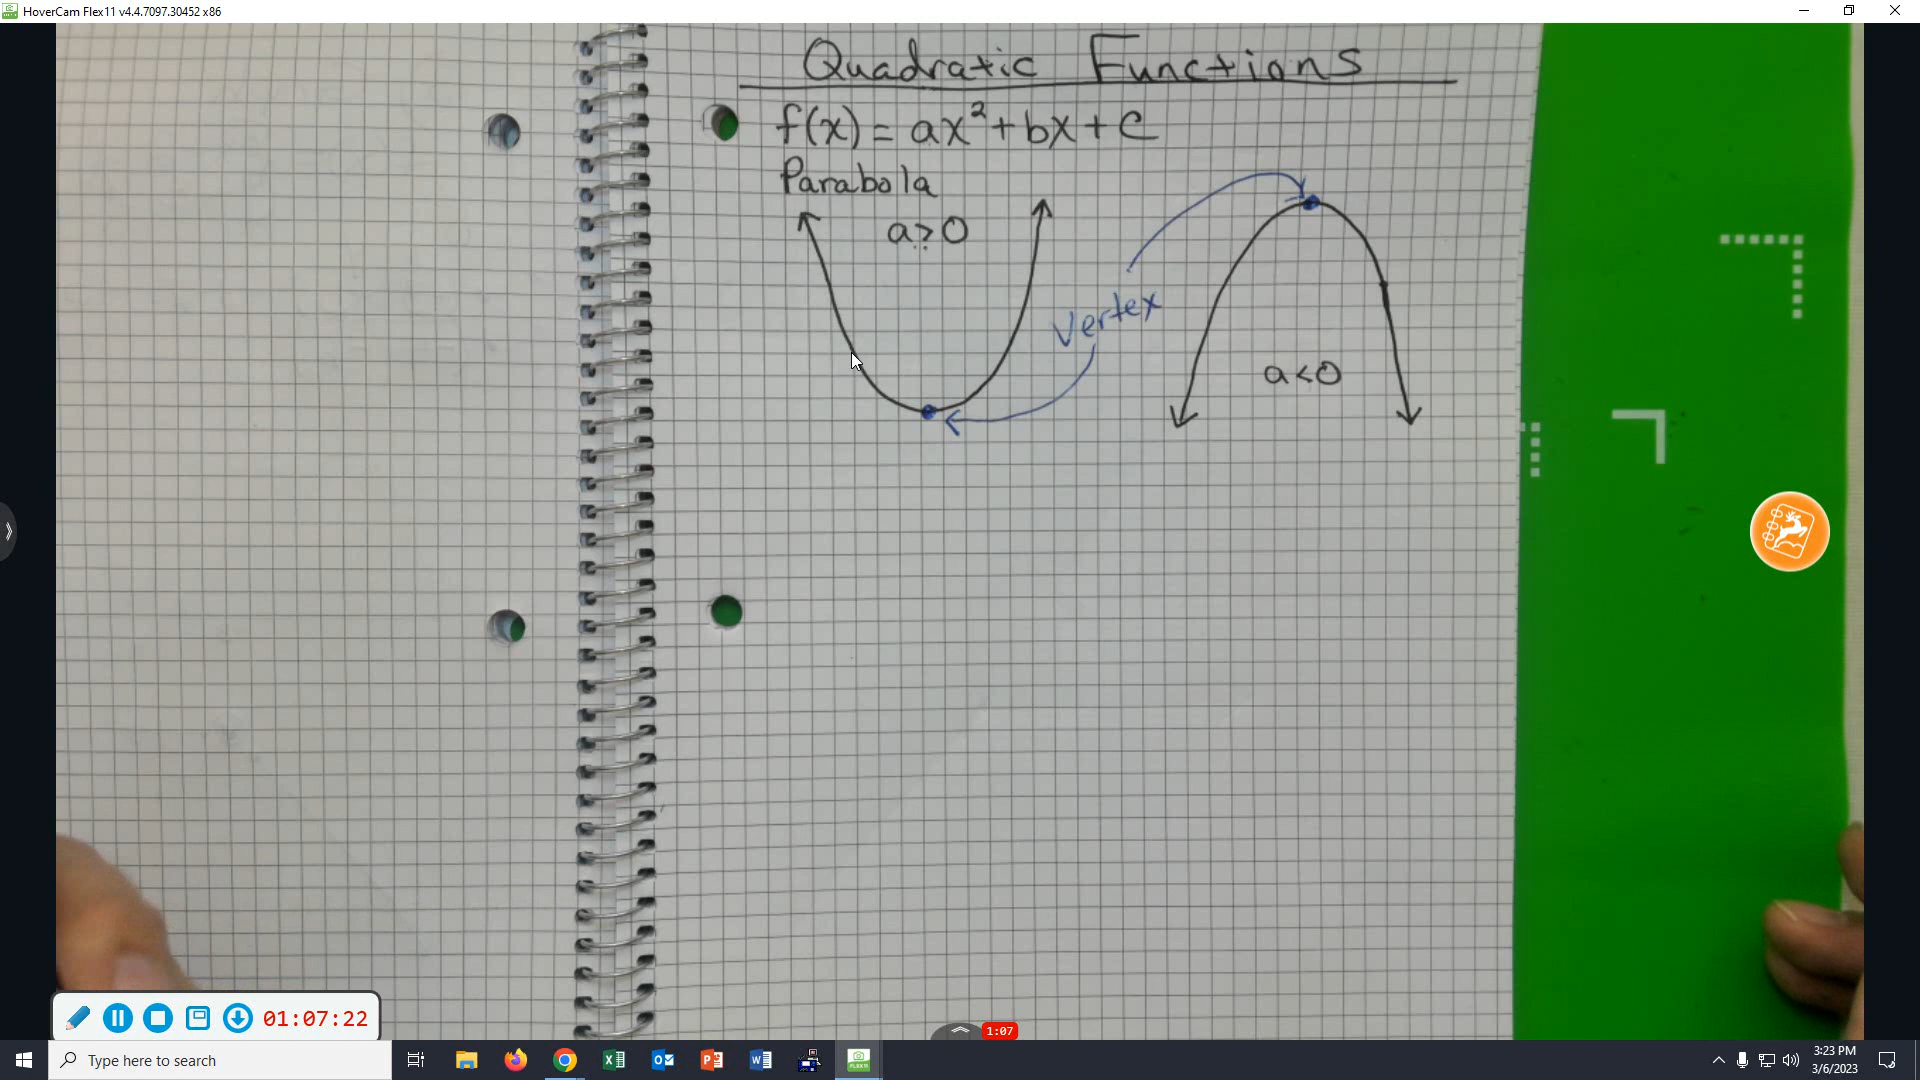 HoverCam Flex11 v4.4.7097.30452 x86
Quadratic Functions
f(x) = ax²+bx+c
Parabola
a>0
Vertex
a<0
01:07:22
1:07
Type here to search
3:23 PM
3/6/2023